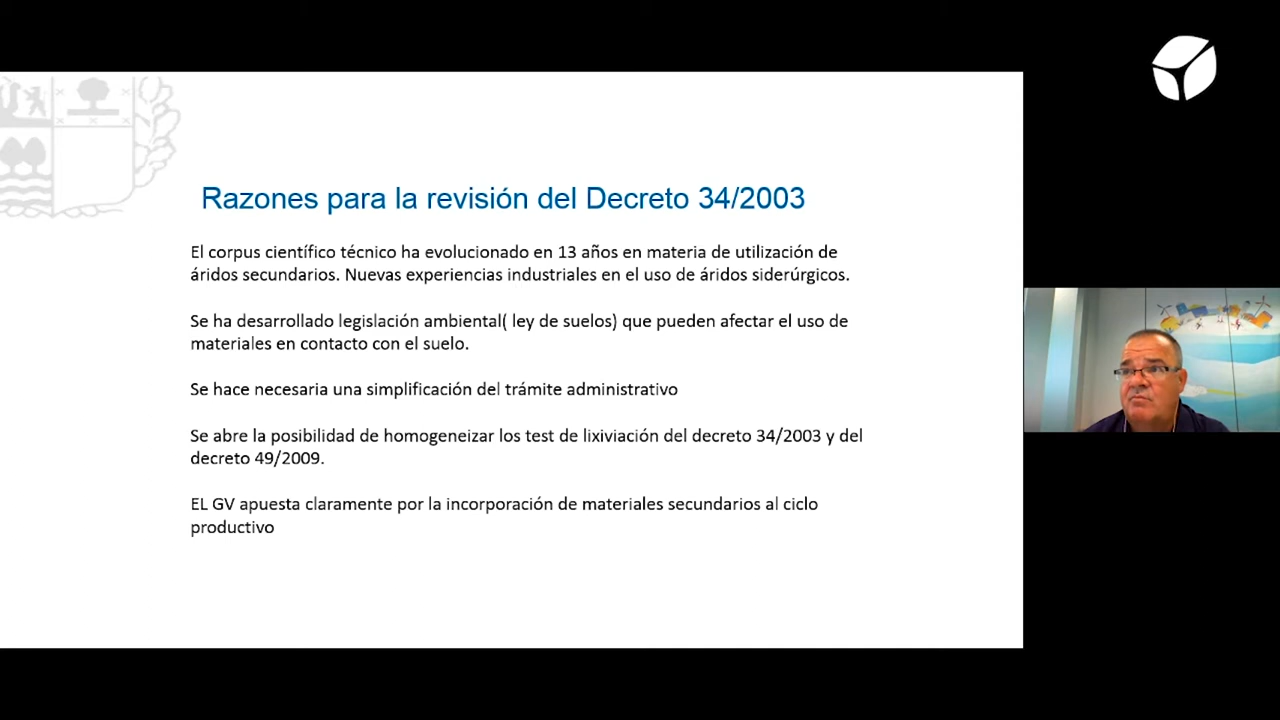 Razones para la revisión del Decreto 34/2003
El corpus científico técnico ha evolucionado en 13 años en materia de utilización de
áridos secundarios. Nuevas experiencias industriales en el uso de áridos siderúrgicos.
Se ha desarrollado legislación ambiental( ley de suelos) que pueden afectar el uso de
materiales en contacto con el suelo.
Se hace necesaria una simplificación del trámite administrativo
Se abre la posibilidad de homogeneizar los test de lixiviación del decreto 34/2003 y del
decreto 49/2009.
EL GV apuesta claramente por la incorporación de materiales secundarios al ciclo
productivo